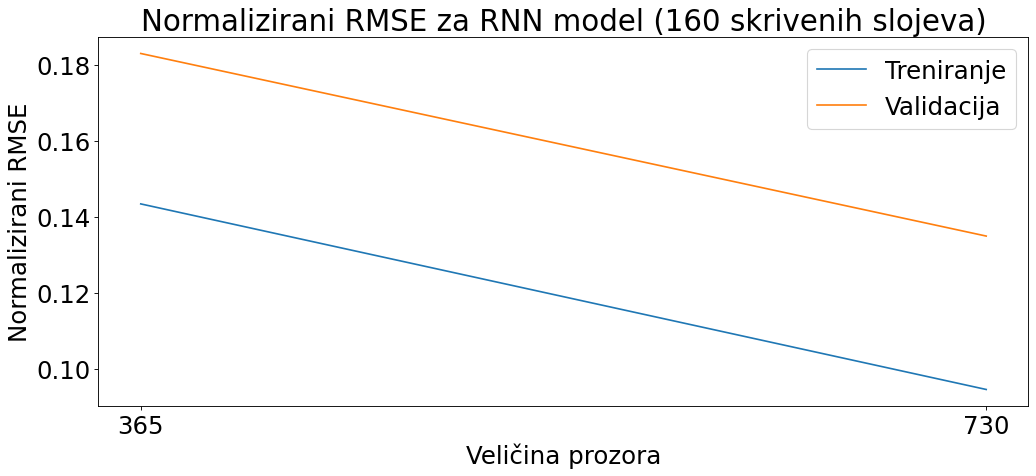 Normalizirani RMSE za RNN model (160 skrivenih slojeva)
Treniranje
Validacija
Normalizirani RMSE
0.18
0.16
0.14
0.12
0.10
365
730
Veličina prozora